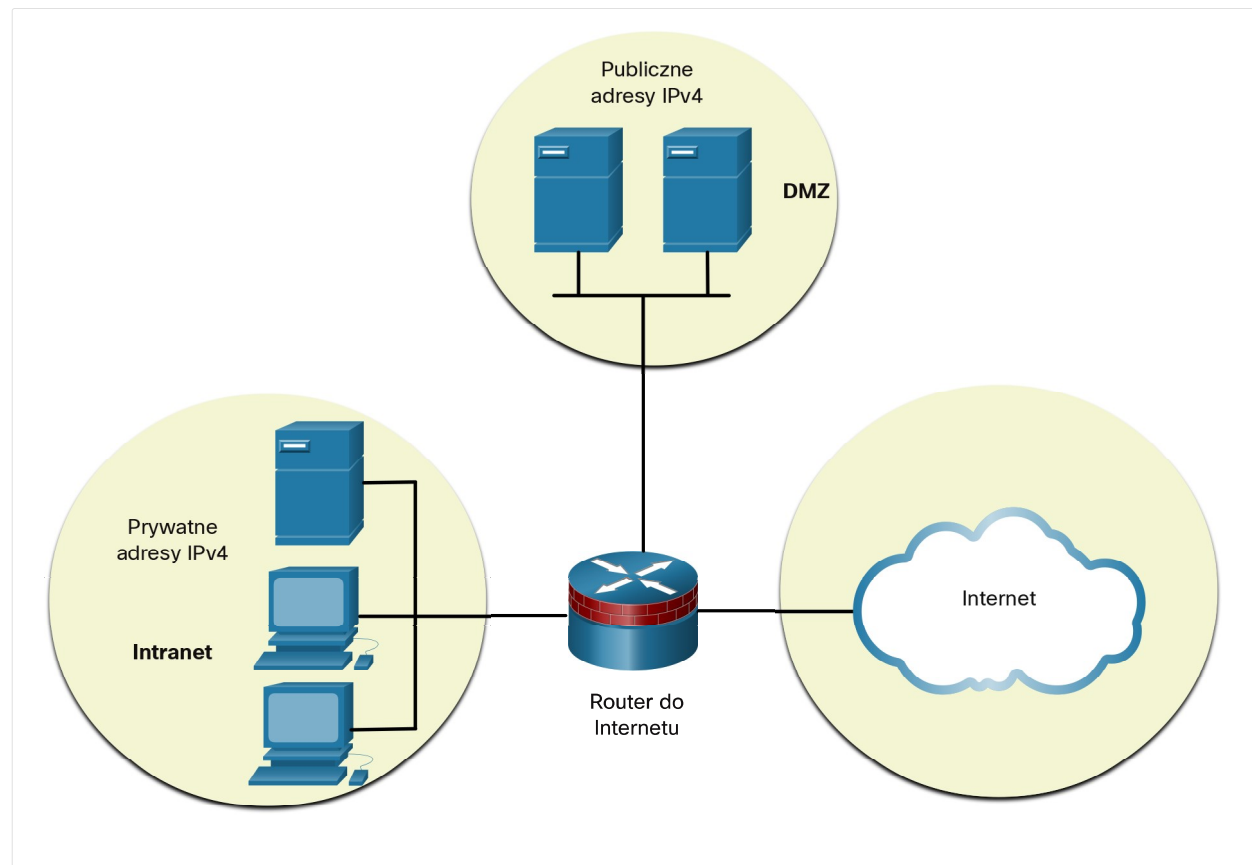 Publiczne
adresy IPv4
DMZ
Prywatne
adresy IPv4
Intranet
Internet
Router do
Internetu